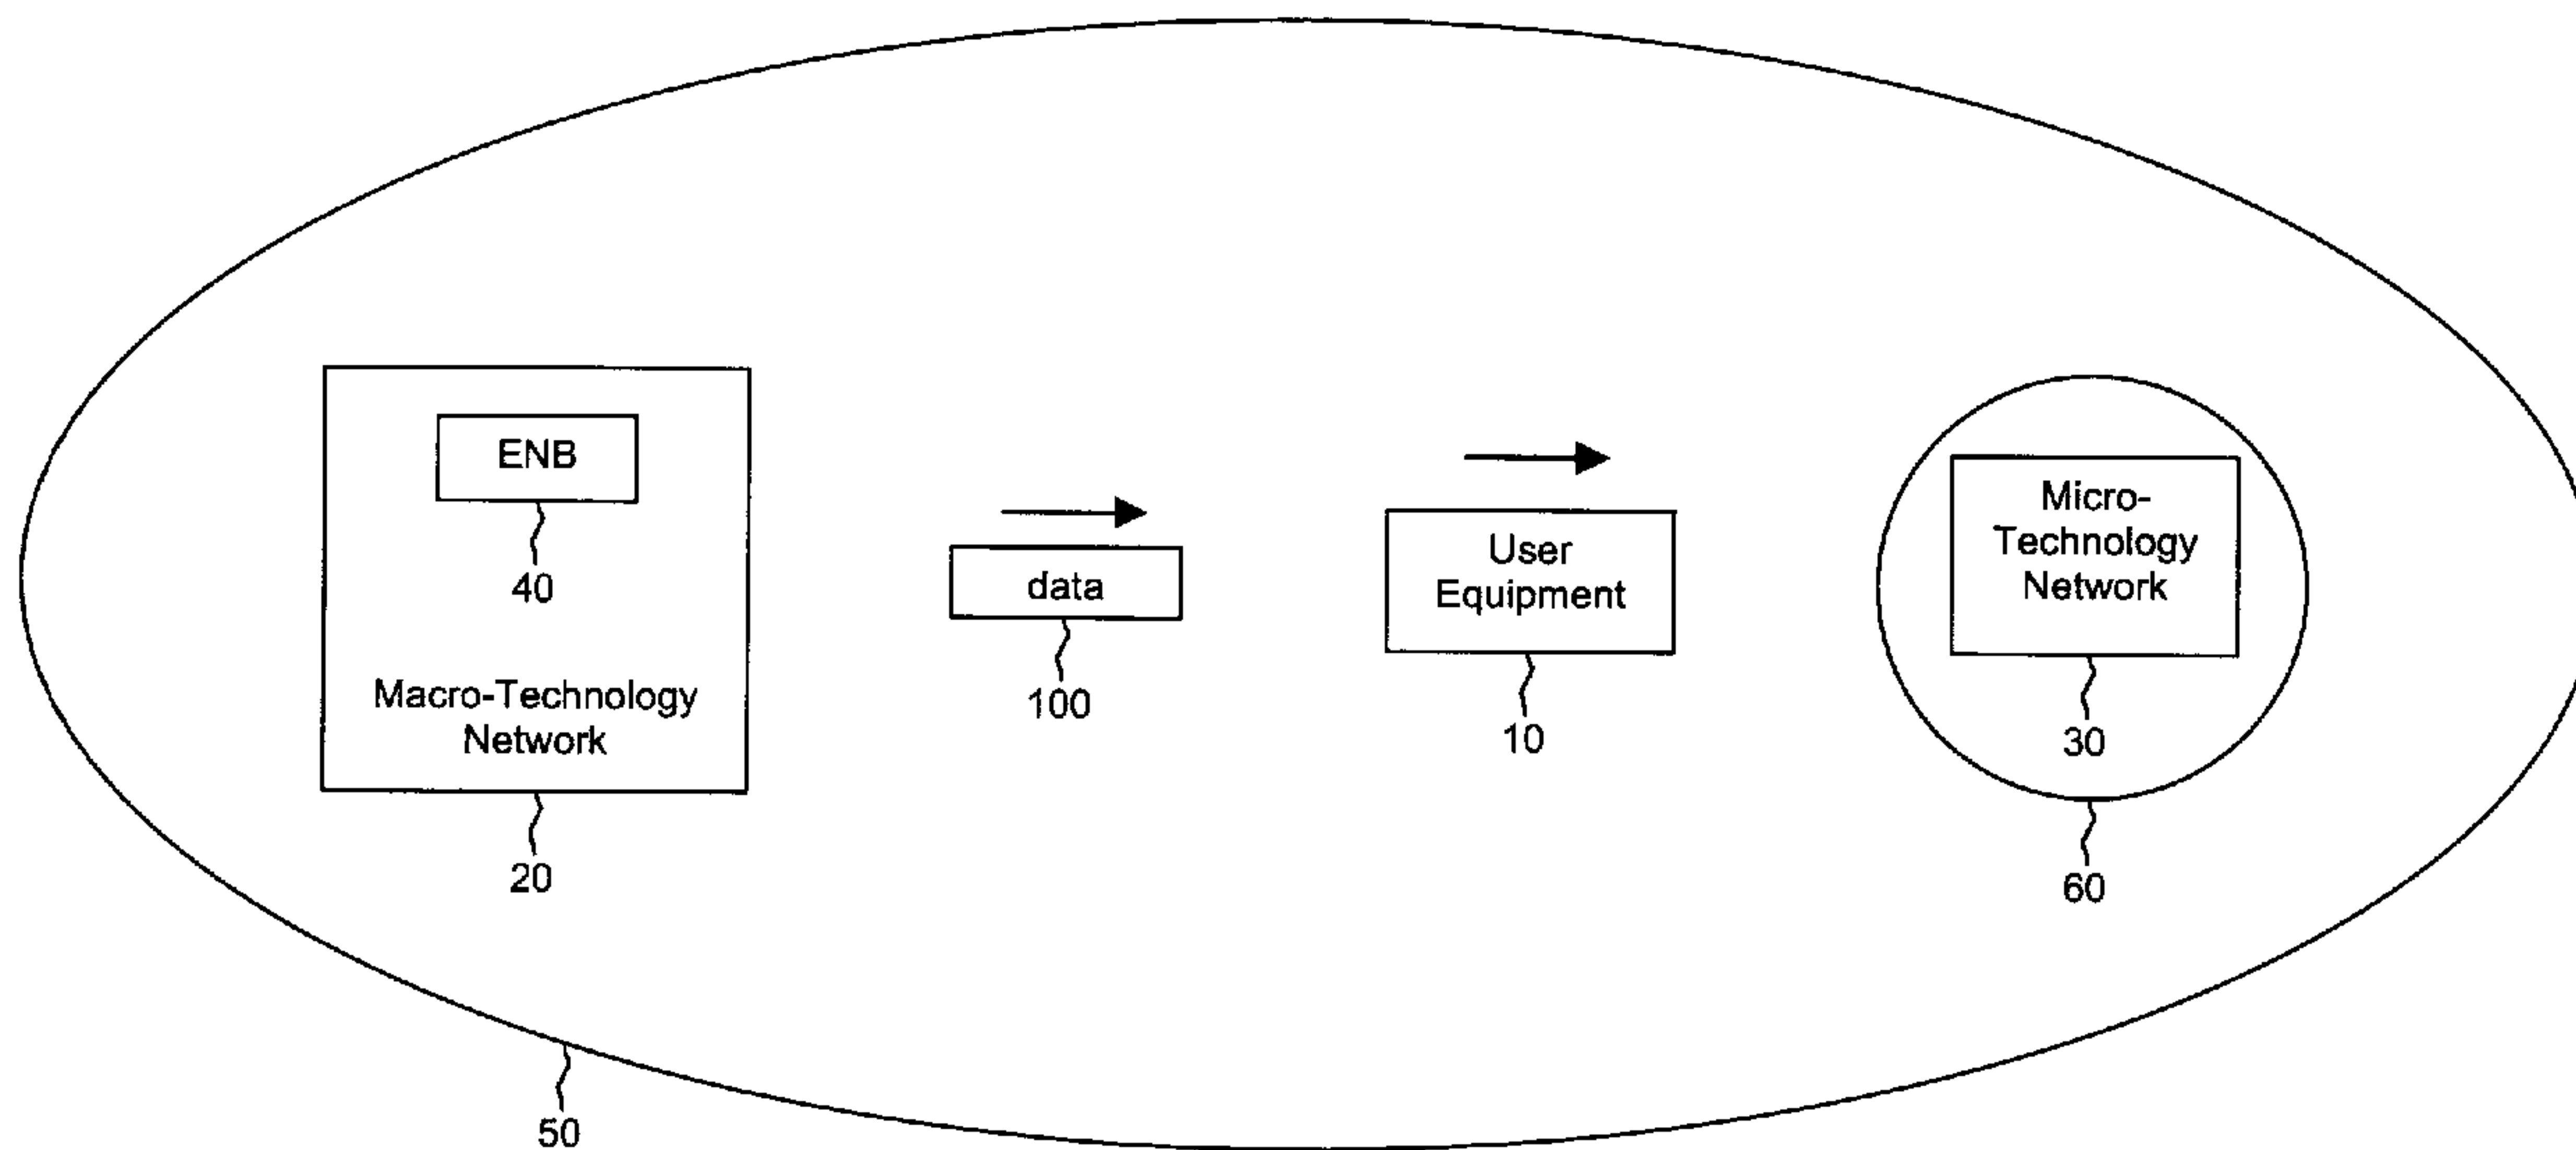 ENB
40
Macro-Technology
Network
20
data
100
User
Equipment
10
Micro-
Technology
Network
30
60
50